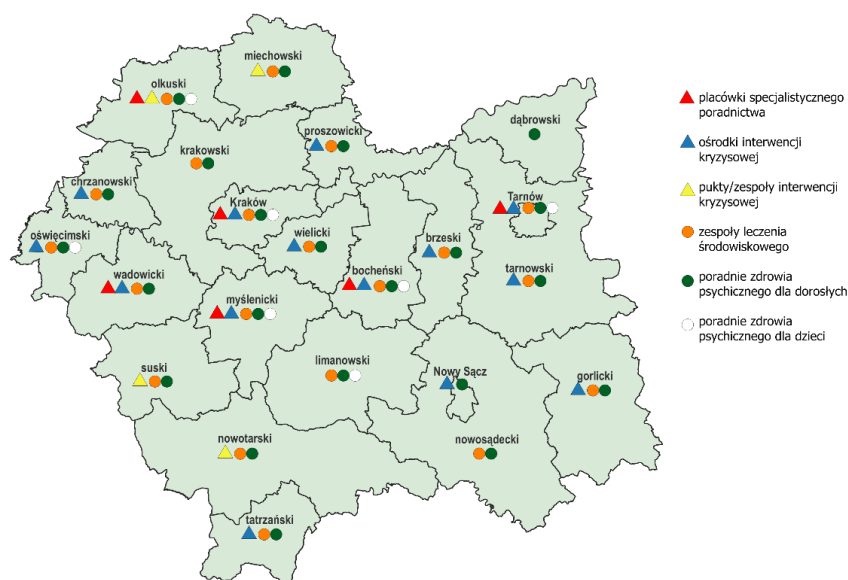 miechowski
olkuski
dąbrowski
proszowicki
krakowski
chrzanowski
Kraków
Tarnów
oświęcimski
wielicki
brzeski
wadowicki
bocheński
tarnowski
myślenicki
suski
limanowski
Nowy Sącz
gorlicki
nowotarski
nowosądecki
tatrzański
placówki specjalistycznego
poradnictwa
ośrodki interwencji
kryzysowej
pukty/zespoły interwencji
kryzysowej
zespoły leczenia
środowiskowego
poradnie zdrowia
psychicznego dla dorosłych
poradnie zdrowia
psychicznego dla dzieci